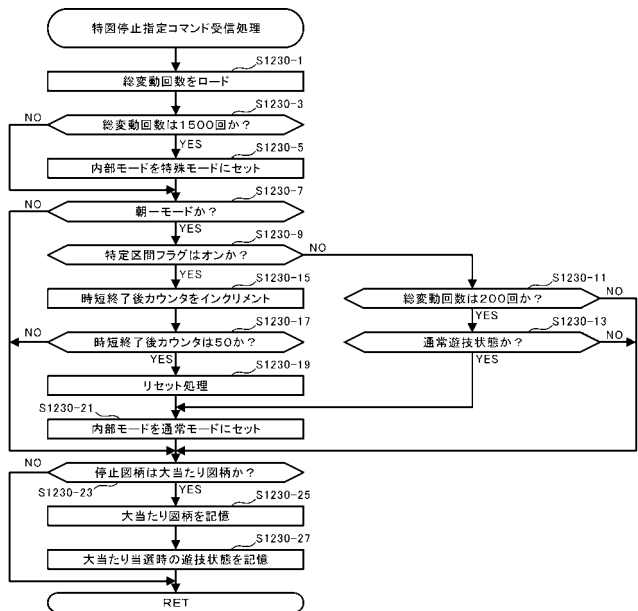 特図停止指定コマンド受信処理
S1230-1
総変動回数をロード
S1230-3
NO
総変動回数は1500回か?
YES
S1230-5
内部モードを特殊モードにセット
S1230-7
NO
朝一モードか?
YES
S1230-9
特定区間フラグはオンか?
NO
YES
S1230-15
S1230-11
時短終了後カウンタをインクリメント
総変動回数は200回か?
NO
S1230-17
YES
S1230-13
NO
時短終了後カウンタは50か?
通常遊技状態か?
NO
YES
S1230-19
YES
リセット処理
S1230-21
内部モードを通常モードにセット
NO
停止図柄は大当たり図柄か?
S1230-23
YES
S1230-25
大当たり図柄を記憶
S1230-27
大当たり当選時の遊技状態を記憶
RET